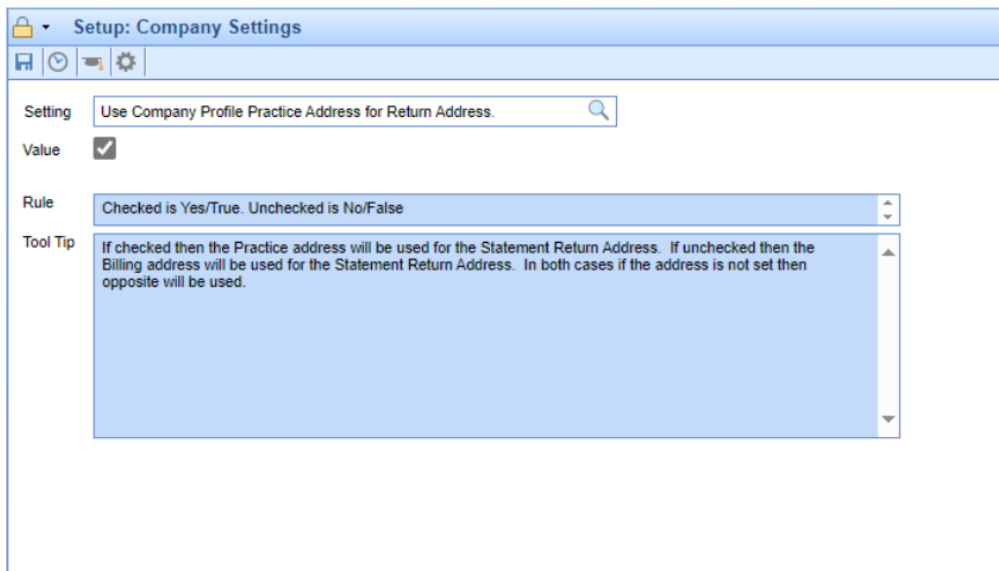 Setup: Company Settings
Setting Use Company Profile Practice Address for Return Address.
Value
Rule Checked is Yes/True. Unchecked is No/False
Tool Tip If checked then the Practice address will be used for the Statement Return Address.  If unchecked then the
Billing address will be used for the Statement Return Address.  In both cases if the address is not set then
opposite will be used.